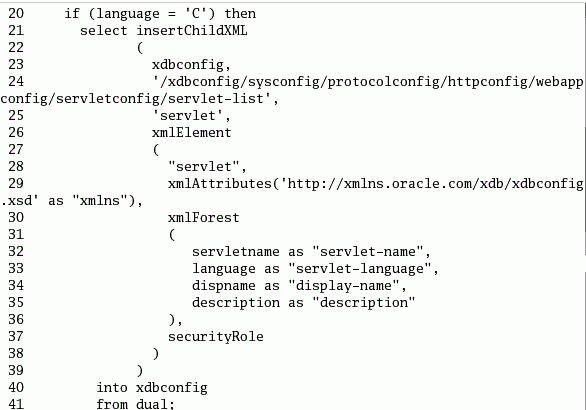 20     if (language = 'C') then
21       select insertChildXML
22              (
23                xdbconfig,
24                '/xdbconfig/sysconfig/protocolconfig/httpconfig/webapp
config/servletconfig/servlet-list',
25                'servlet',
26                xmlElement
27                (
28                  "servlet",
29                  xmlAttributes('http://xmlns.oracle.com/xdb/xdbconfig
.xsd' as "xmlns"),
30                  xmlForest
31                  (
32                     servletname as "servlet-name",
33                     language as "servlet-language",
34                     dispname as "display-name",
35                     description as "description"
36                  ),
37                  securityRole
38                )
39              )
40         into xdbconfig
41         from dual;